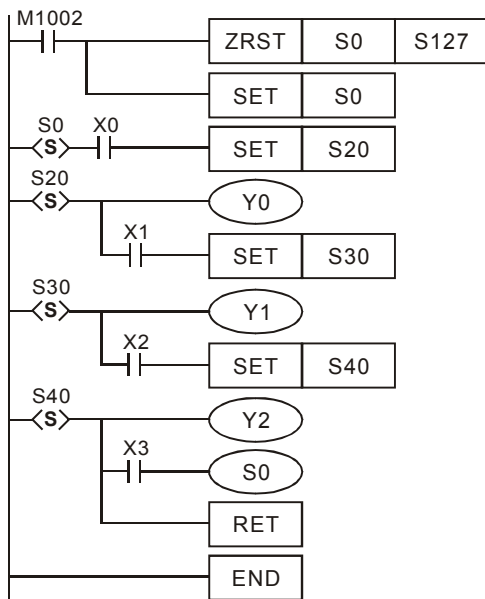 M1002
ZRST S0 S127
SET S0
S0 X0
S SET S20
S20
S Y0
X1
SET S30
S30
S Y1
X2
SET S40
S40
S Y2
X3
S0
RET
END